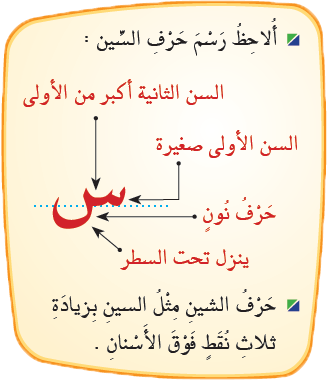 أُلاحِظُ رَسْمَ حَرْفِ السِّين :
السن الثانية أكبر من الأولى
السن الأولى صغيرة
س
حَرْفُ نُونٍ
ينزل تحت السطر
حَرْفُ الشينِ مِثْلُ السينِ بِزيادَةِ
ثلاثِ نُقَطٍ فَوْقَ الأَسْنانِ .